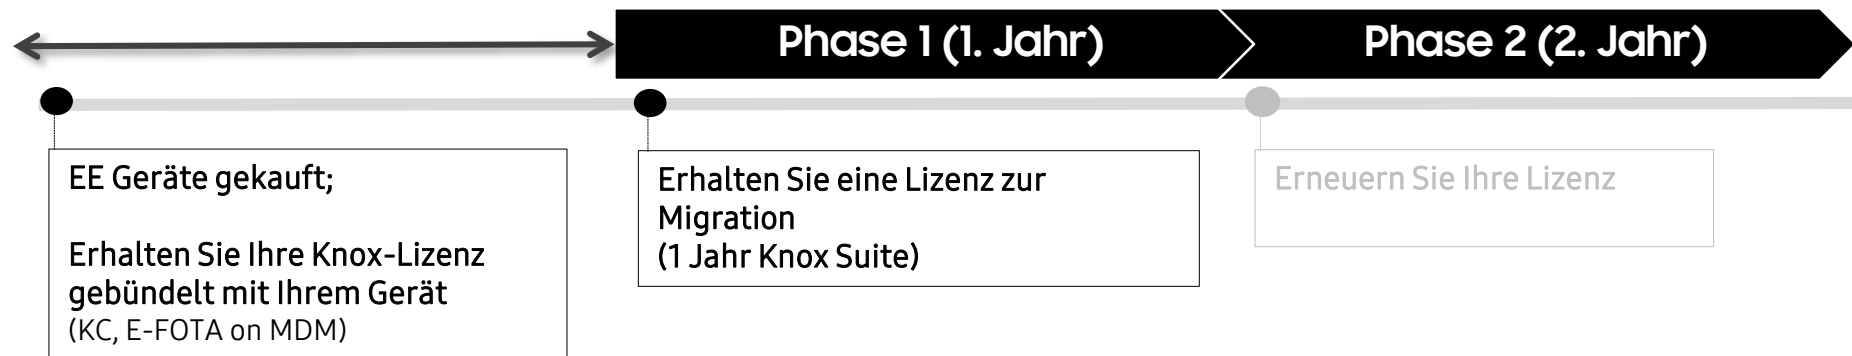 Phase 1 (1. Jahr)
Phase 2 (2. Jahr)
EE Geräte gekauft;
Erhalten Sie Ihre Knox-Lizenz
gebündelt mit Ihrem Gerät
(KC, E-FOTA on MDM)
Erhalten Sie eine Lizenz zur
Migration
(1 Jahr Knox Suite)
Erneuern Sie Ihre Lizenz